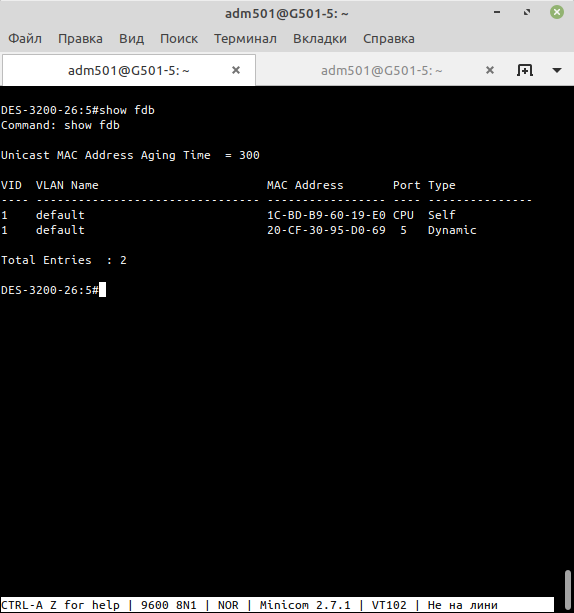 adm501@G501-5: ~
Файл Правка Вид Поиск Терминал Вкладки Справка
adm501@G501-5: ~ adm501@G501-5: ~
DES-3200-26:5#show fdb
Command: show fdb
Unicast MAC Address Aging Time  = 300
VID  VLAN Name                        MAC Address       Port Type
---- -------------------------------- ----------------- ---- ---------------
1    default                          1C-BD-B9-60-19-E0 CPU  Self
1    default                          20-CF-30-95-D0-69  5   Dynamic
Total Entries  : 2
DES-3200-26:5#
CTRL-A Z for help | 9600 8N1 | NOR | Minicom 2.7.1 | VT102 | Не на лини